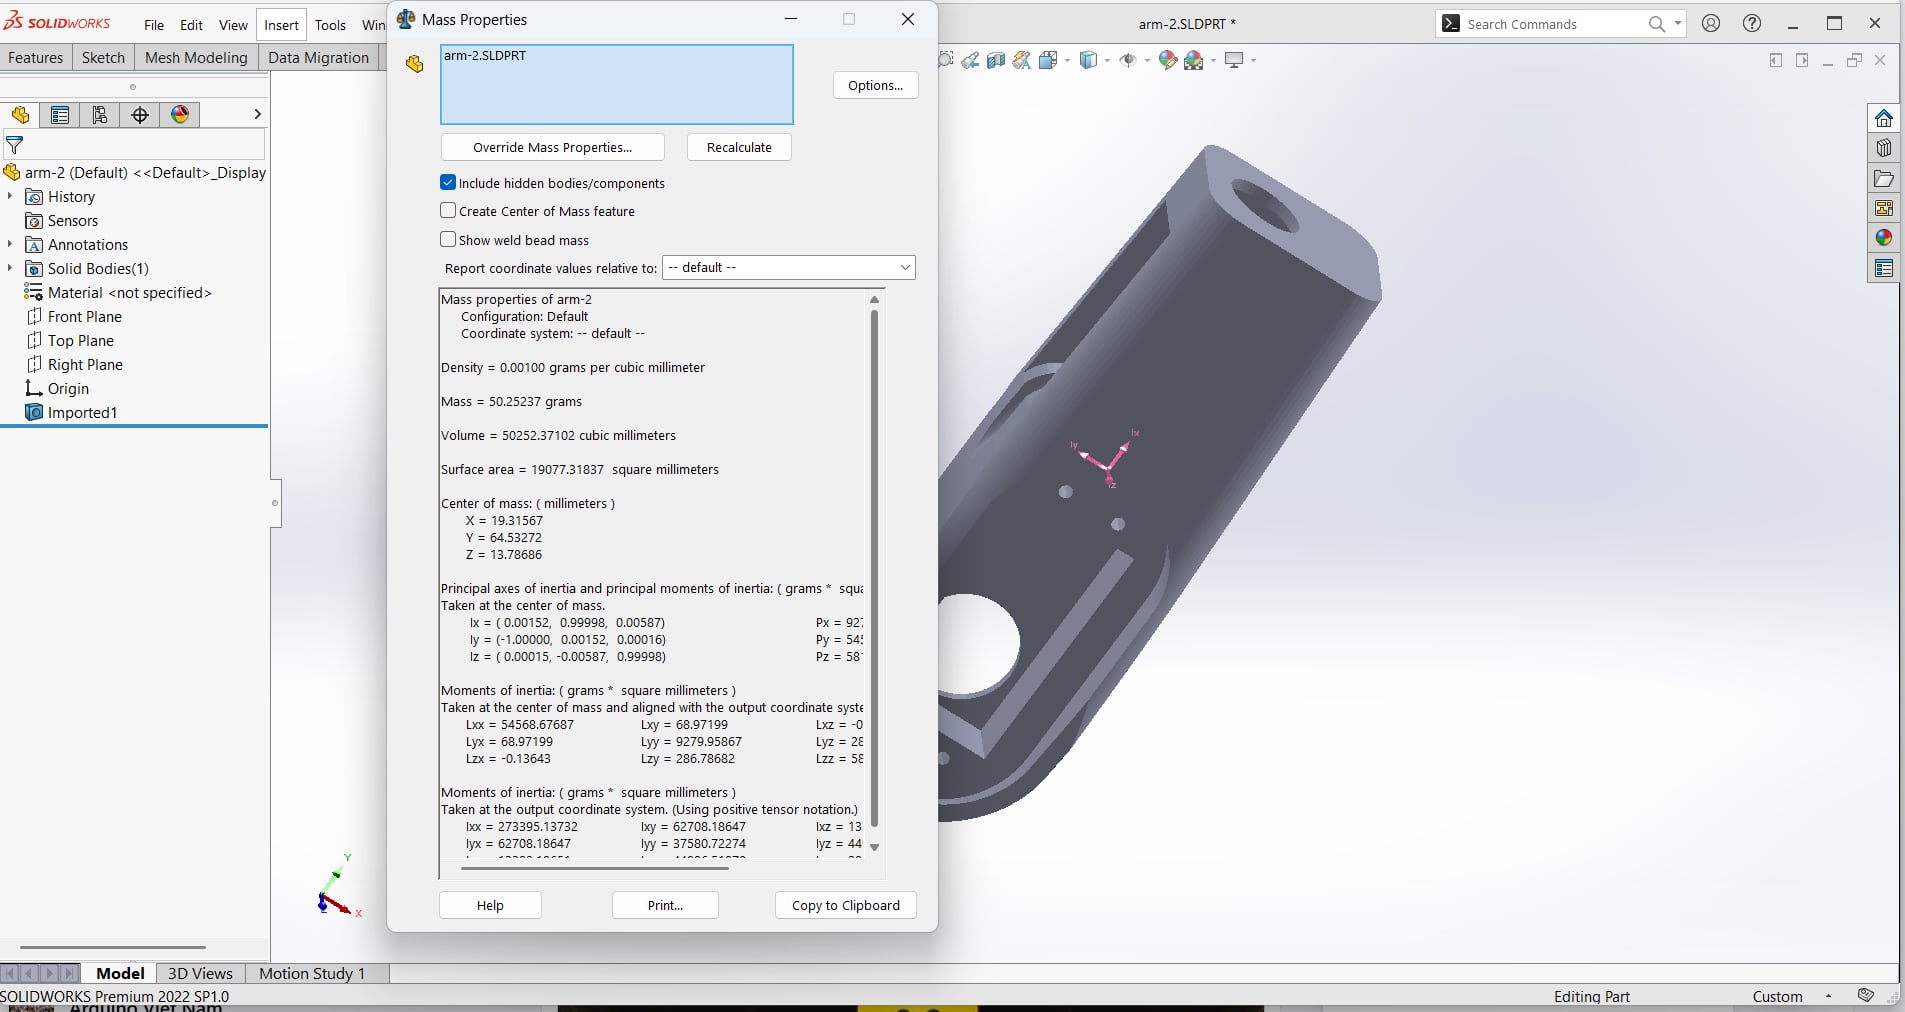 SOLIDWORKS
File Edit View Insert Tools Win
Mass Properties
arm-2.SLDPRT *
Search Commands
Features Sketch Mesh Modeling Data Migration
arm-2.SLDPRT
Options...
Override Mass Properties...
Recalculate
Include hidden bodies/components
Create Center of Mass feature
Show weld bead mass
Report coordinate values relative to:
-- default --
arm-2 (Default) <<Default>_Display
History
Sensors
Annotations
Solid Bodies(1)
Material <not specified>
Front Plane
Top Plane
Right Plane
Origin
Imported1
Mass properties of arm-2
Configuration: Default
Coordinate system: -- default --
Density = 0.00100 grams per cubic millimeter
Mass = 50.25237 grams
Volume = 50252.37102 cubic millimeters
Surface area = 19077.31837 square millimeters
Center of mass: ( millimeters )
X = 19.31567
Y = 64.53272
Z = 13.78686
Principal axes of inertia and principal moments of inertia: ( grams * squa
Taken at the center of mass.
Ix = ( 0.00152, 0.99998, 0.00587) Px = 927
Iy = (-1.00000, 0.00152, 0.00016) Py = 545
Iz = ( 0.00015, -0.00587, 0.99998) Pz = 581
Moments of inertia: ( grams * square millimeters )
Taken at the center of mass and aligned with the output coordinate syste
Lxx = 54568.67687 Lxy = 68.97199 Lxz = -0
Lyx = 68.97199 Lyy = 9279.95867 Lyz = 28
Lzx = -0.13643 Lzy = 286.78682 Lzz = 58
Moments of inertia: ( grams * square millimeters )
Taken at the output coordinate system. (Using positive tensor notation.)
Ixx = 273395.13732 Ixy = 62708.18647 Ixz = 13
Iyx = 62708.18647 Iyy = 37580.72274 Iyz = 44
Help
Print...
Copy to Clipboard
Ix
Iy
Iz
Y
X
Z
Model 3D Views Motion Study 1
SOLIDWORKS Premium 2022 SP1.0
Editing Part
Custom
Arduino Việt Nam